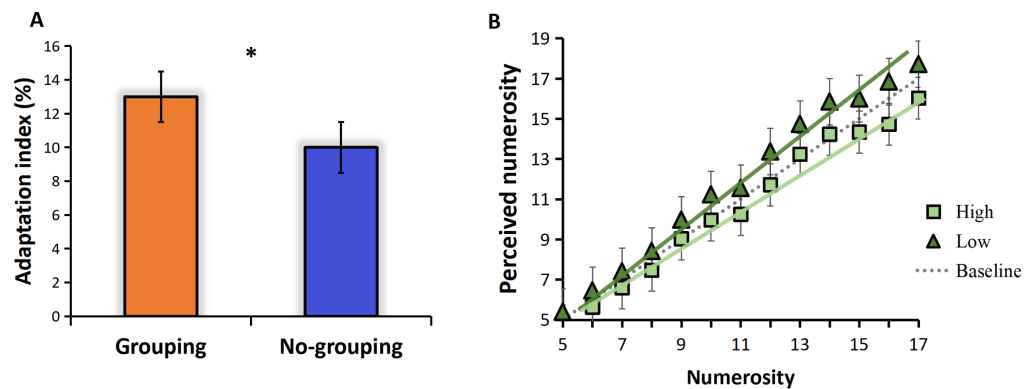 A
*
Adaptation index (%)
16
14
12
10
8
6
4
2
0
Grouping
No-grouping
B
Perceived numerosity
19
17
15
13
11
9
7
5
5
7
9
11
13
15
17
Numerosity
High
Low
Baseline